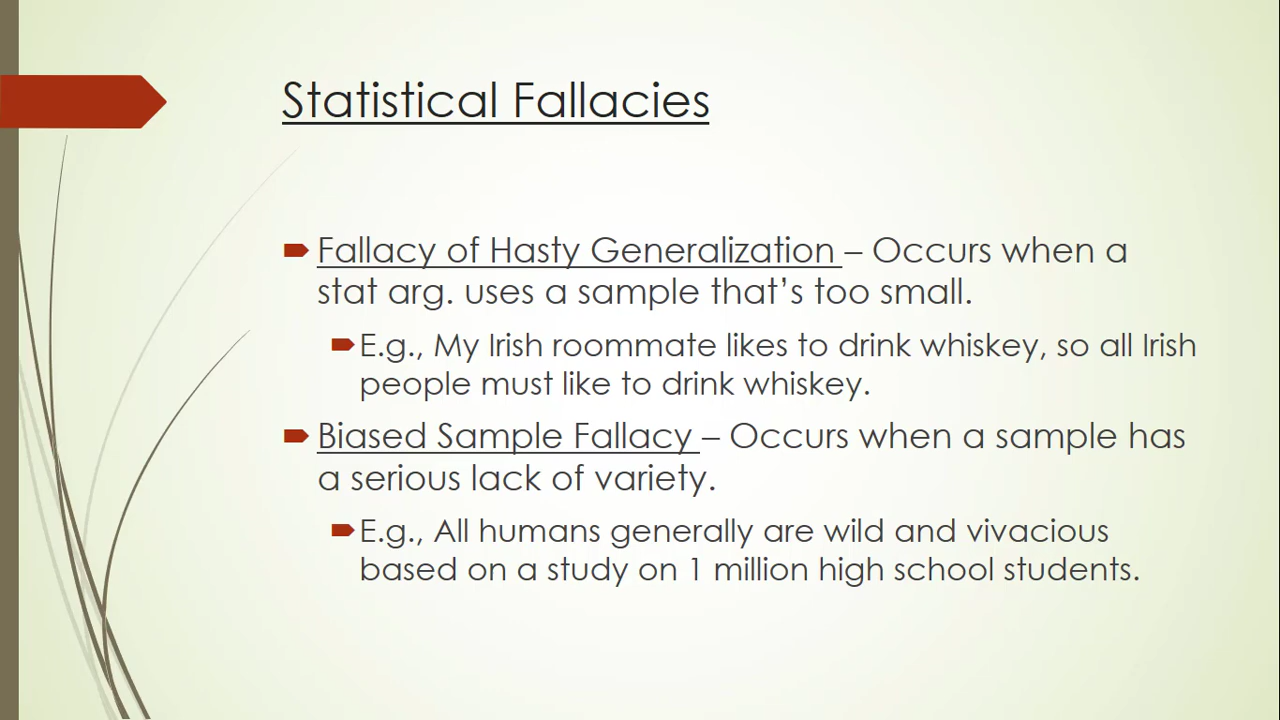 Statistical Fallacies
Fallacy of Hasty Generalization – Occurs when a
stat arg. uses a sample that’s too small.
E.g., My Irish roommate likes to drink whiskey, so all Irish
people must like to drink whiskey.
Biased Sample Fallacy – Occurs when a sample has
a serious lack of variety.
E.g., All humans generally are wild and vivacious
based on a study on 1 million high school students.